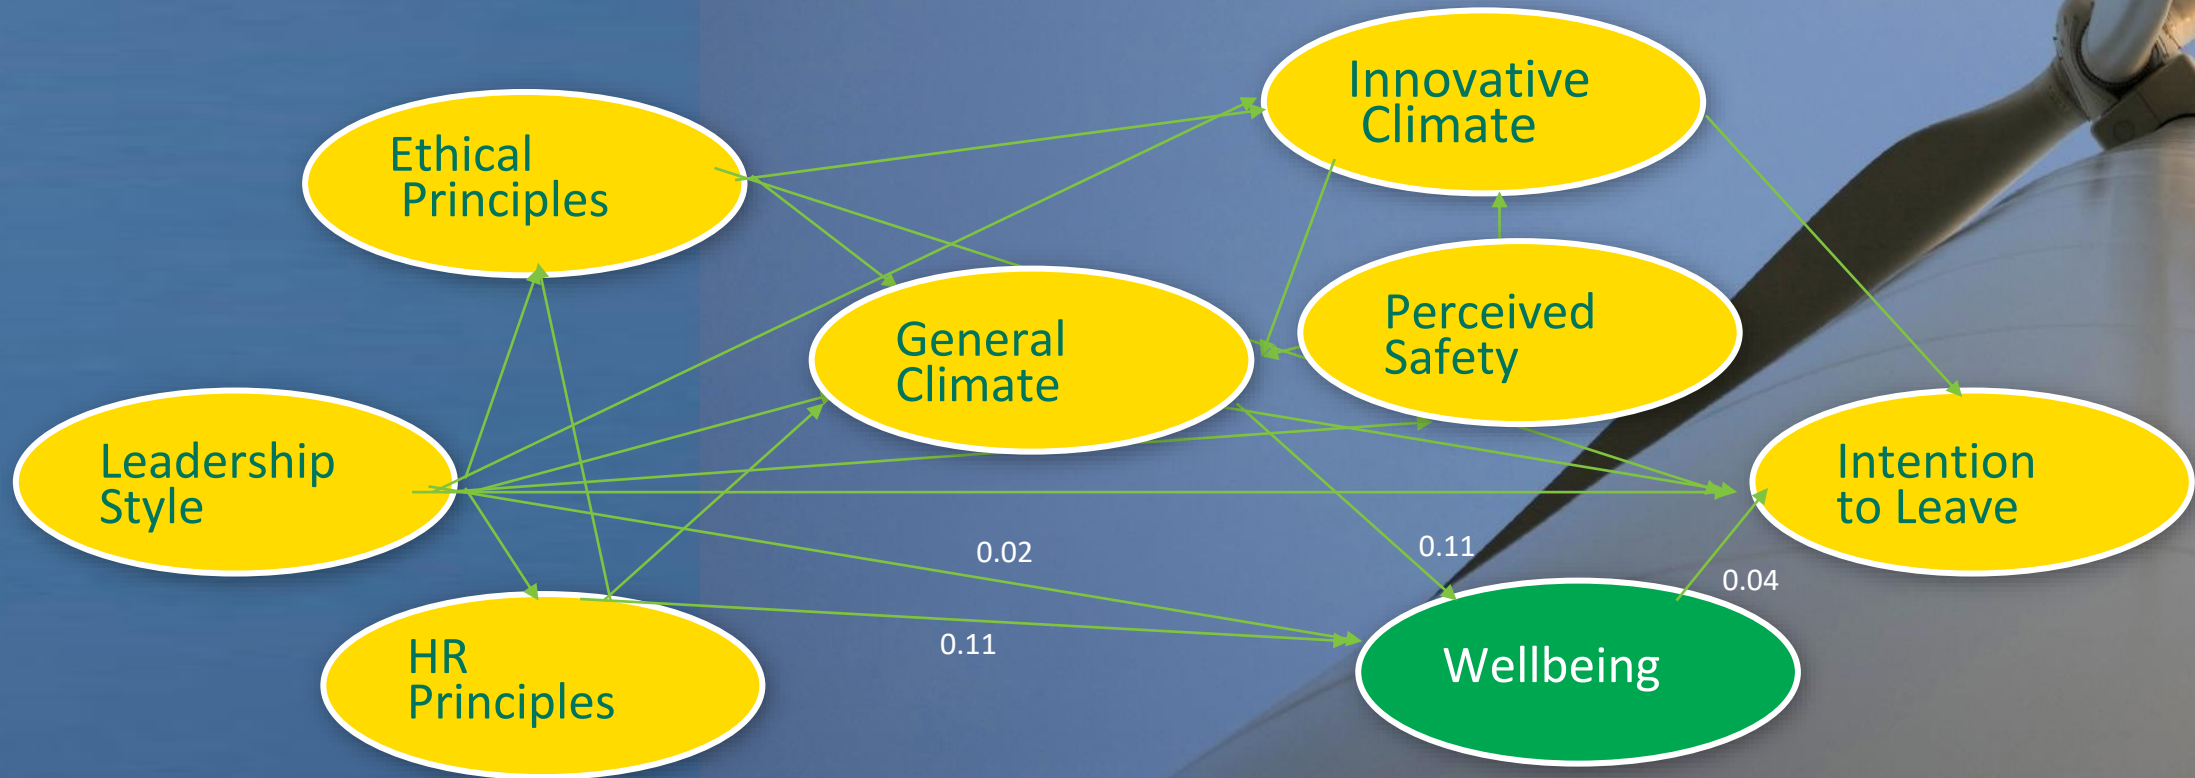 Innovative
Climate
Ethical
Principles
General
Climate
Perceived
Safety
Leadership
Style
Intention
to Leave
0.02
0.11
0.04
0.11
HR
Principles
Wellbeing